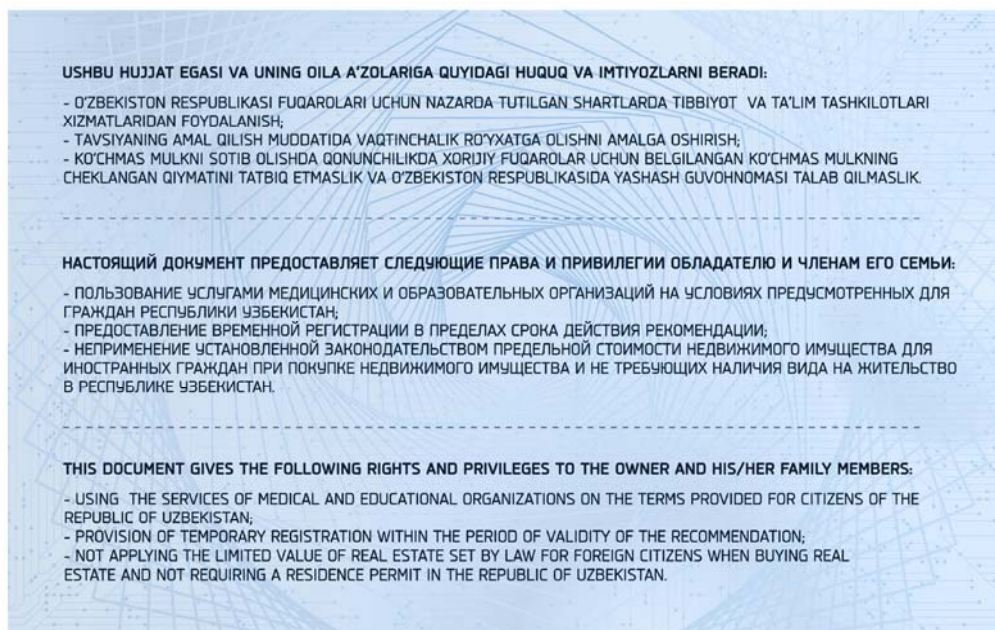 USHBU HUJJAT EGASI VA UNING OILA A'ZOLARIGA QUYIDAGI HUQUQ VA IMTIYOZLARNI BERADI:
- O'ZBEKISTON RESPUBLIKASI FUQAROLARI UCHUN NAZARDA TUTILGAN SHARTLARDA TIBBIYOT VA TA'LIM TASHKILOTLARI
XIZMATLARIDAN FOYDALANISH;
- TAVSIYANING AMAL QILISH MUDDATIDA VAQTINCHALIK RO'YXATGA OLISHNI AMALGA OSHIRISH;
- KO'CHMAS MULKNI SOTIB OLISHDA QONUNCHILIKDA XORIJIY FUQAROLAR UCHUN BELGILANGAN KO'CHMAS MULKNING
CHEKLANGAN QIYMATINI TATBIQ ETMASLIK VA O'ZBEKISTON RESPUBLIKASIDA YASHASH GUVOHNOMASI TALAB QILMASLIK.
НАСТОЯЩИЙ ДОКУМЕНТ ПРЕДОСТАВЛЯЕТ СЛЕДУЮЩИЕ ПРАВА И ПРИВИЛЕГИИ ОБЛАДАТЕЛЮ И ЧЛЕНАМ ЕГО СЕМЬИ:
- ПОЛЬЗОВАНИЕ УСЛУГАМИ МЕДИЦИНСКИХ И ОБРАЗОВАТЕЛЬНЫХ ОРГАНИЗАЦИЙ НА УСЛОВИЯХ ПРЕДУСМОТРЕННЫХ ДЛЯ
ГРАЖДАН РЕСПУБЛИКИ УЗБЕКИСТАН;
- ПРЕДОСТАВЛЕНИЕ ВРЕМЕННОЙ РЕГИСТРАЦИИ В ПРЕДЕЛАХ СРОКА ДЕЙСТВИЯ РЕКОМЕНДАЦИИ;
- НЕПРИМЕНЕНИЕ УСТАНОВЛЕННОЙ ЗАКОНОДАТЕЛЬСТВОМ ПРЕДЕЛЬНОЙ СТОИМОСТИ НЕДВИЖИМОГО ИМУЩЕСТВА ДЛЯ
ИНОСТРАННЫХ ГРАЖДАН ПРИ ПОКУПКЕ НЕДВИЖИМОГО ИМУЩЕСТВА И НЕ ТРЕБУЮЩИХ НАЛИЧИЯ ВИДА НА ЖИТЕЛЬСТВО
В РЕСПУБЛИКЕ УЗБЕКИСТАН.
THIS DOCUMENT GIVES THE FOLLOWING RIGHTS AND PRIVILEGES TO THE OWNER AND HIS/HER FAMILY MEMBERS:
- USING THE SERVICES OF MEDICAL AND EDUCATIONAL ORGANIZATIONS ON THE TERMS PROVIDED FOR CITIZENS OF THE
REPUBLIC OF UZBEKISTAN;
- PROVISION OF TEMPORARY REGISTRATION WITHIN THE PERIOD OF VALIDITY OF THE RECOMMENDATION;
- NOT APPLYING THE LIMITED VALUE OF REAL ESTATE SET BY LAW FOR FOREIGN CITIZENS WHEN BUYING REAL
ESTATE AND NOT REQUIRING A RESIDENCE PERMIT IN THE REPUBLIC OF UZBEKISTAN.